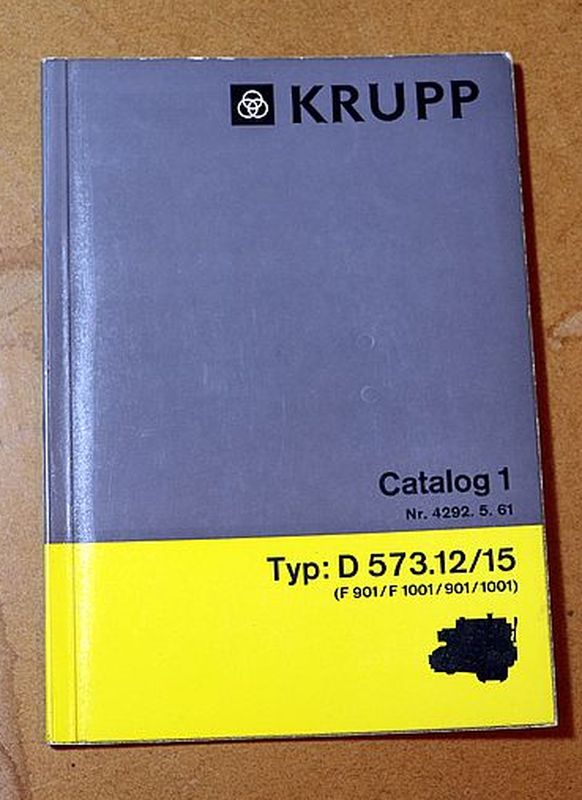 KRUPP
Catalog 1
Nr. 4292. 5. 61
Typ: D 573.12/15
(F 901/F 1001/901/1001)